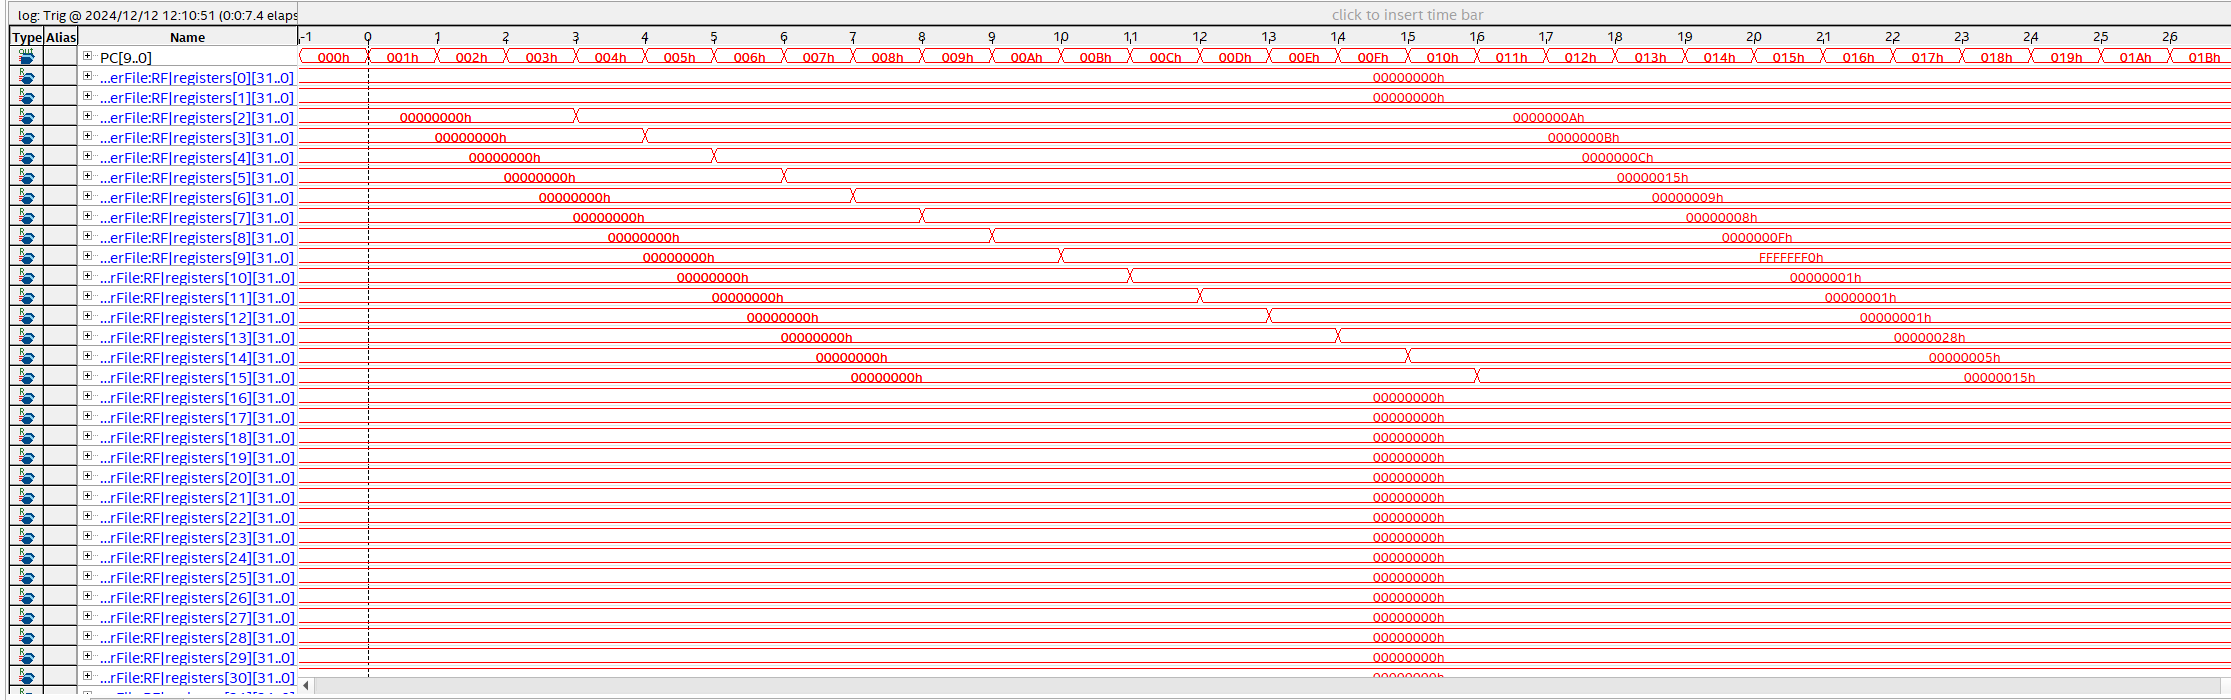 log: Trig @ 2024/12/12 12:10:51 (0:0:7.4 elaps
click to insert time bar
Type Alias Name -1 0 1 2 3 4 5 6 7 8 9 10 11 12 13 14 15 16 17 18 19 20 21 22 23 24 25 26
out PC[9..0] 000h 001h 002h 003h 004h 005h 006h 007h 008h 009h 00Ah 00Bh 00Ch 00Dh 00Eh 00Fh 010h 011h 012h 013h 014h 015h 016h 017h 018h 019h 01Ah 01Bh
R ...erFile:RF|registers[0][31..0] 00000000h
R ...erFile:RF|registers[1][31..0] 00000000h
R ...erFile:RF|registers[2][31..0] 00000000h 0000000Ah
R ...erFile:RF|registers[3][31..0] 00000000h 0000000Bh
R ...erFile:RF|registers[4][31..0] 00000000h 0000000Ch
R ...erFile:RF|registers[5][31..0] 00000000h 00000015h
R ...erFile:RF|registers[6][31..0] 00000000h 00000009h
R ...erFile:RF|registers[7][31..0] 00000000h 00000008h
R ...erFile:RF|registers[8][31..0] 00000000h 0000000Fh
R ...erFile:RF|registers[9][31..0] 00000000h FFFFFFF0h
R ...rFile:RF|registers[10][31..0] 00000000h 00000001h
R ...rFile:RF|registers[11][31..0] 00000000h 00000001h
R ...rFile:RF|registers[12][31..0] 00000000h 00000001h
R ...rFile:RF|registers[13][31..0] 00000000h 00000028h
R ...rFile:RF|registers[14][31..0] 00000000h 00000005h
R ...rFile:RF|registers[15][31..0] 00000000h 00000015h
R ...rFile:RF|registers[16][31..0] 00000000h
R ...rFile:RF|registers[17][31..0] 00000000h
R ...rFile:RF|registers[18][31..0] 00000000h
R ...rFile:RF|registers[19][31..0] 00000000h
R ...rFile:RF|registers[20][31..0] 00000000h
R ...rFile:RF|registers[21][31..0] 00000000h
R ...rFile:RF|registers[22][31..0] 00000000h
R ...rFile:RF|registers[23][31..0] 00000000h
R ...rFile:RF|registers[24][31..0] 00000000h
R ...rFile:RF|registers[25][31..0] 00000000h
R ...rFile:RF|registers[26][31..0] 00000000h
R ...rFile:RF|registers[27][31..0] 00000000h
R ...rFile:RF|registers[28][31..0] 00000000h
R ...rFile:RF|registers[29][31..0] 00000000h
R ...rFile:RF|registers[30][31..0] 00000000h